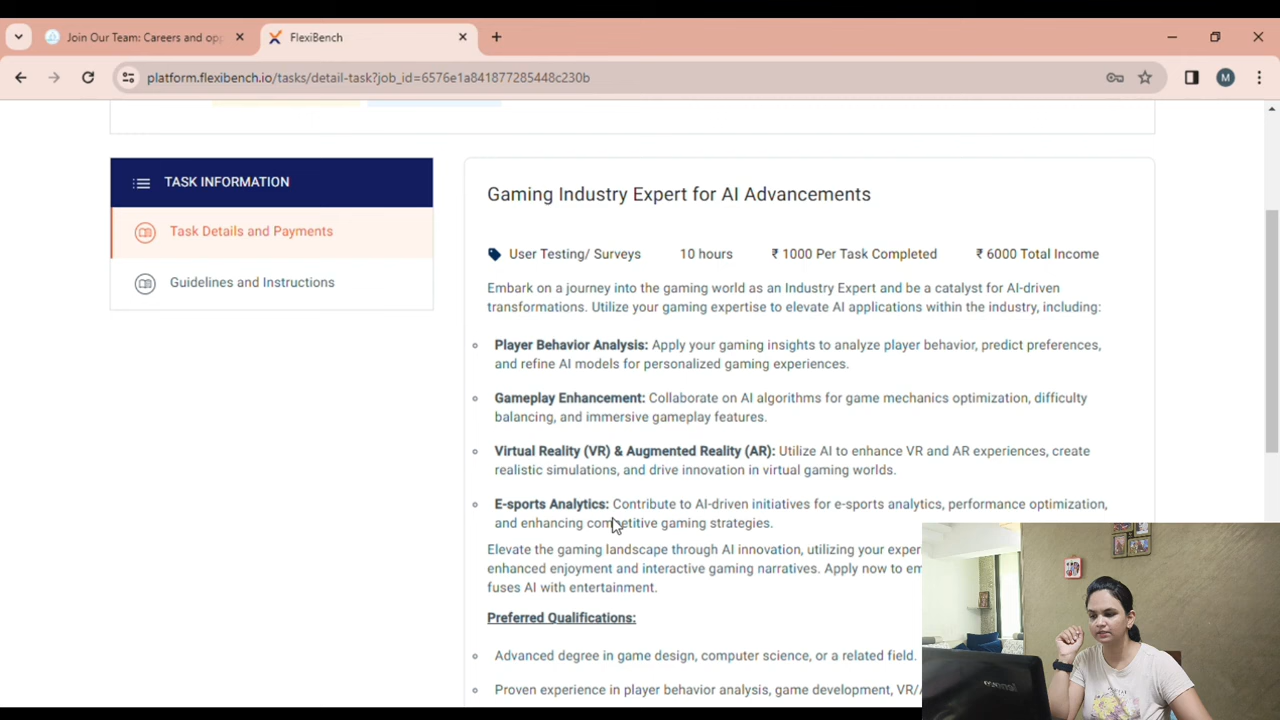 Join Our Team: Careers and opp
FlexiBench
platform.flexibench.io/tasks/detail-task?job_id=6576e1a841877285448c230b
M
TASK INFORMATION
Task Details and Payments
Guidelines and Instructions
Gaming Industry Expert for AI Advancements
User Testing/ Surveys 10 hours ₹ 1000 Per Task Completed ₹ 6000 Total Income
Embark on a journey into the gaming world as an Industry Expert and be a catalyst for AI-driven
transformations. Utilize your gaming expertise to elevate AI applications within the industry, including:
Player Behavior Analysis: Apply your gaming insights to analyze player behavior, predict preferences,
and refine AI models for personalized gaming experiences.
Gameplay Enhancement: Collaborate on AI algorithms for game mechanics optimization, difficulty
balancing, and immersive gameplay features.
Virtual Reality (VR) & Augmented Reality (AR): Utilize AI to enhance VR and AR experiences, create
realistic simulations, and drive innovation in virtual gaming worlds.
E-sports Analytics: Contribute to AI-driven initiatives for e-sports analytics, performance optimization,
and enhancing competitive gaming strategies.
Elevate the gaming landscape through AI innovation, utilizing your exper
enhanced enjoyment and interactive gaming narratives. Apply now to em
fuses AI with entertainment.
Preferred Qualifications:
Advanced degree in game design, computer science, or a related field.
Proven experience in player behavior analysis, game development, VR/